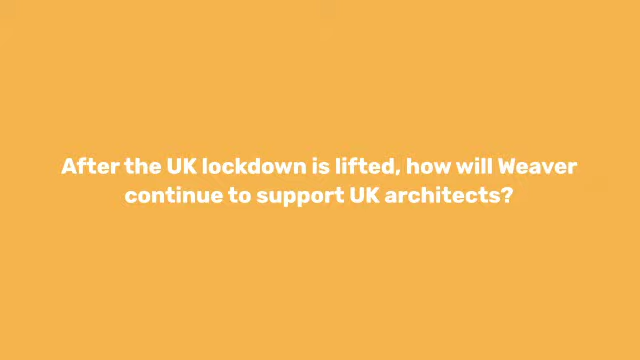 After the UK lockdown is lifted, how will Weaver
continue to support UK architects?